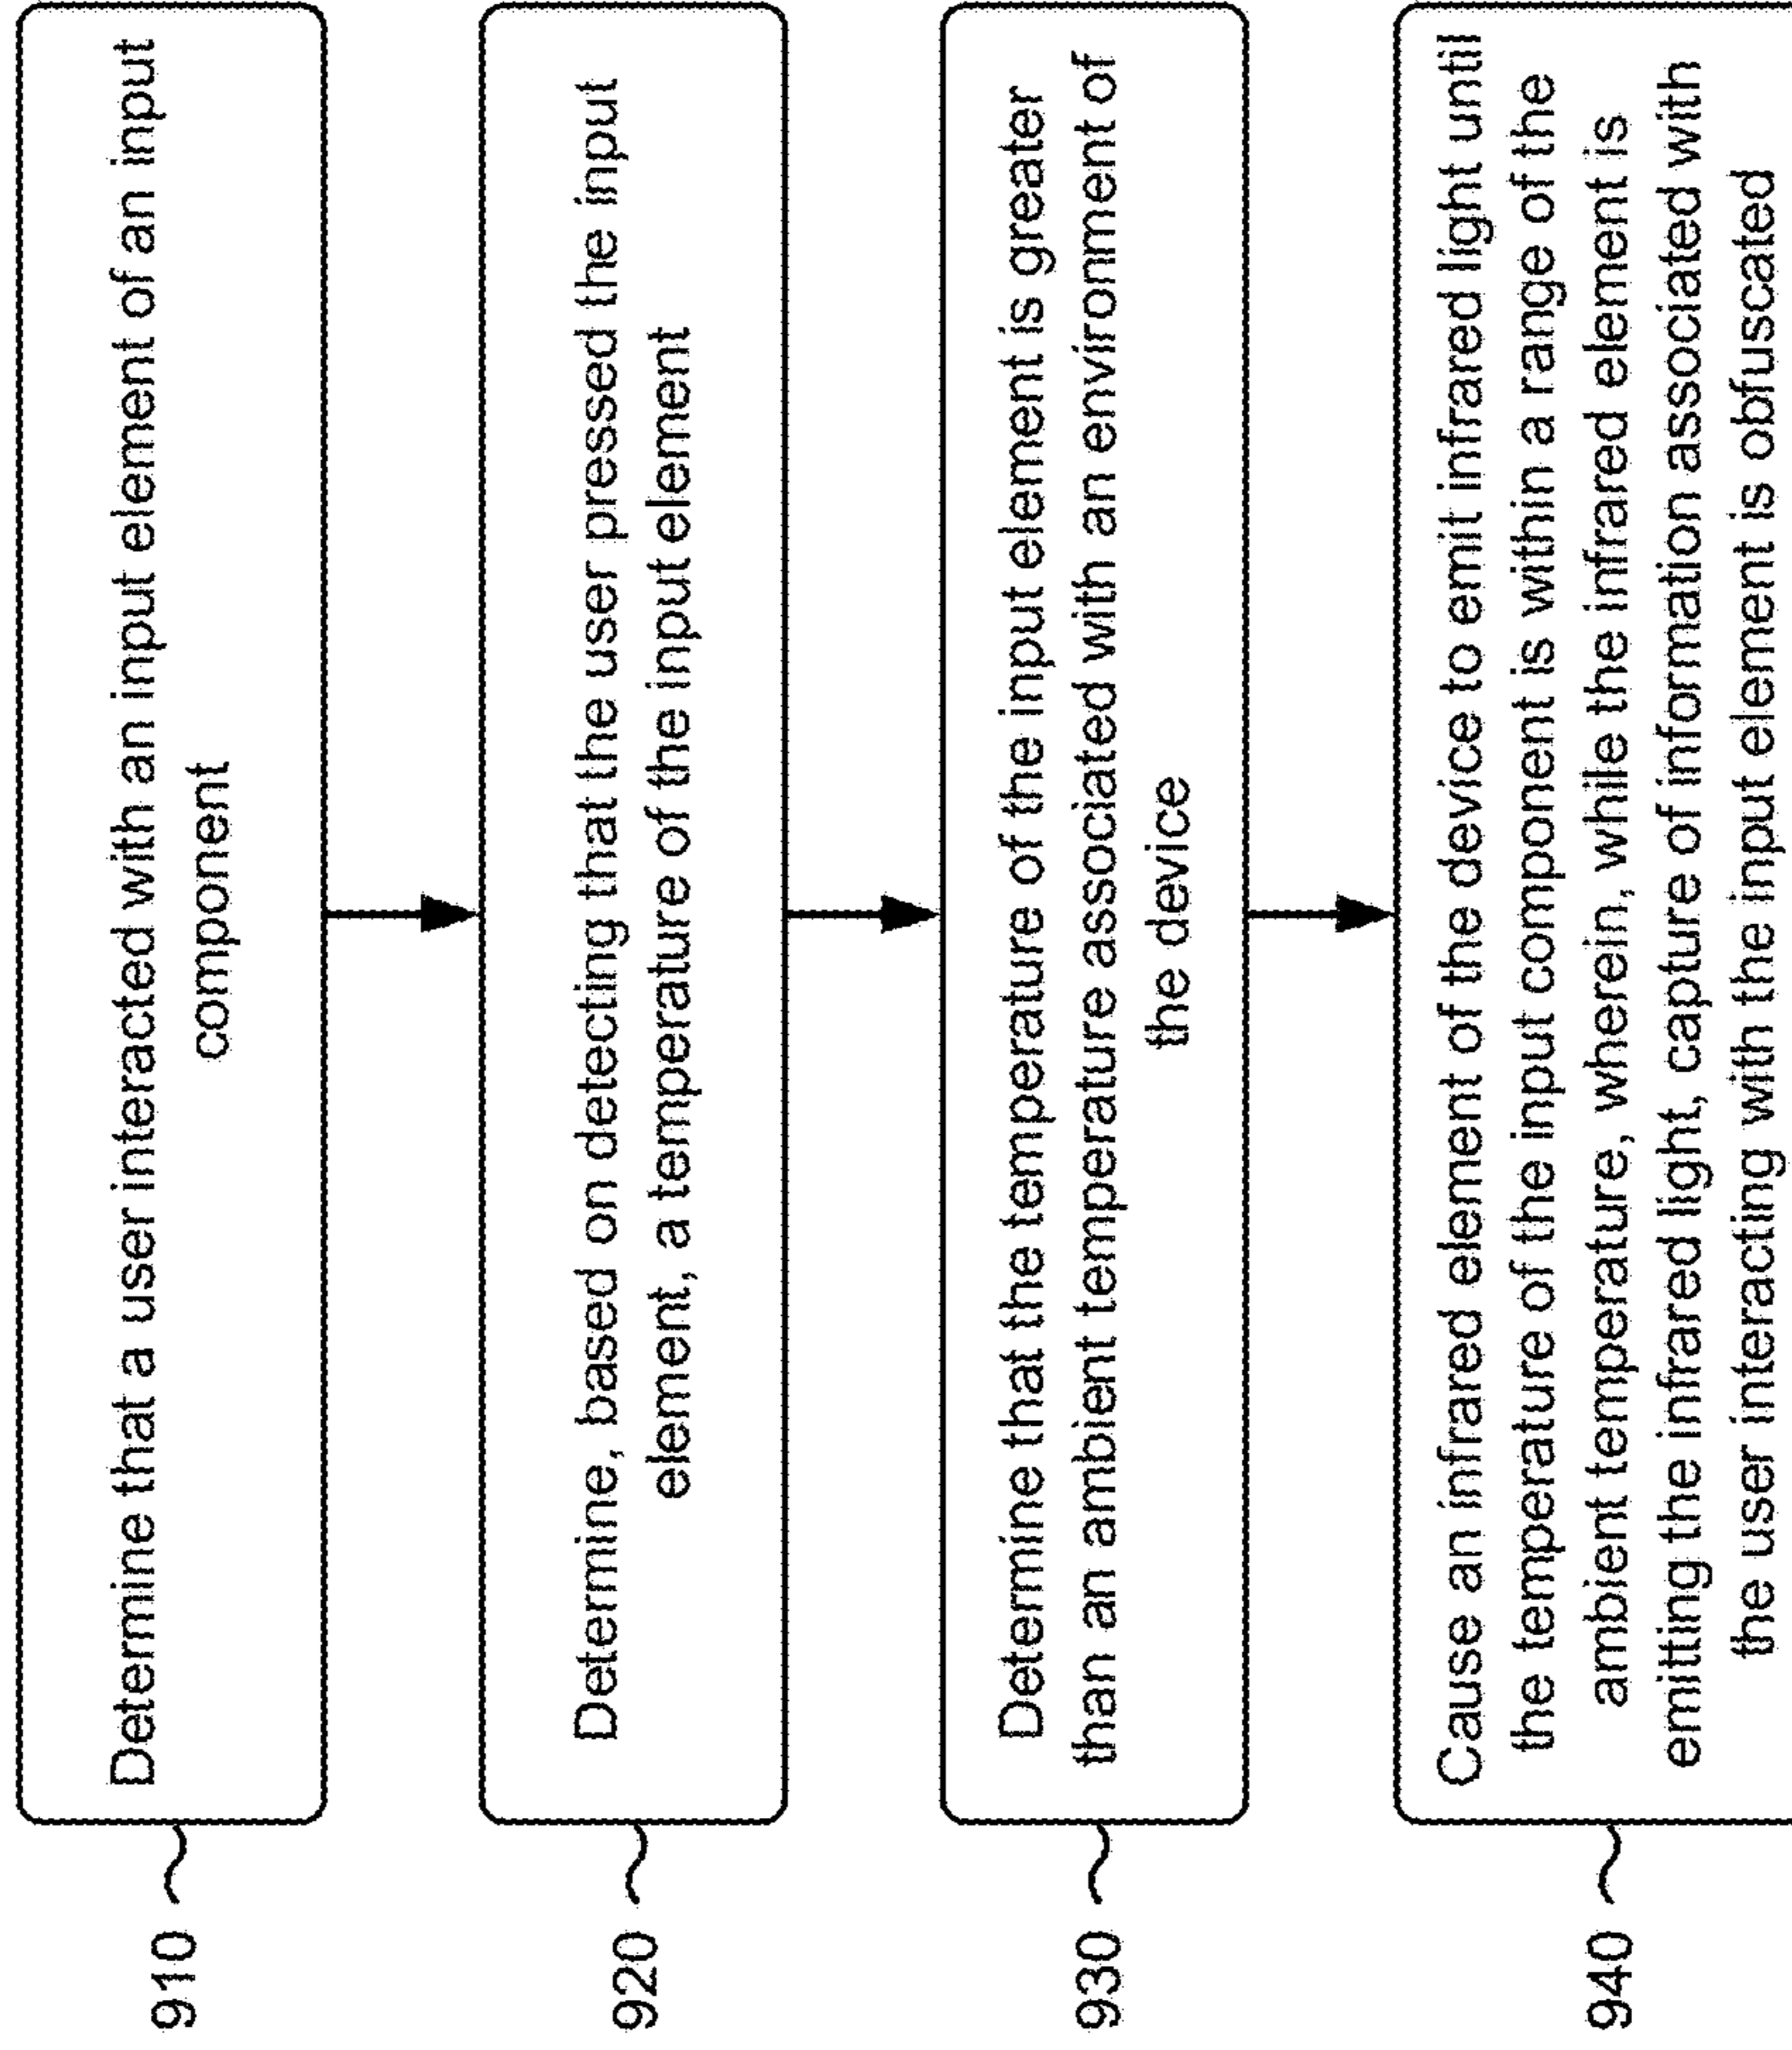 910
Determine that a user interacted with an input element of an input
component
920
Determine, based on detecting that the user pressed the input
element, a temperature of the input element
930
Determine that the temperature of the input element is greater
than an ambient temperature associated with an environment of
the device
940
Cause an infrared element of the device to emit infrared light until
the temperature of the input component is within a range of the
ambient temperature, wherein, while the infrared element is
emitting the infrared light, capture of information associated with
the user interacting with the input element is obfuscated